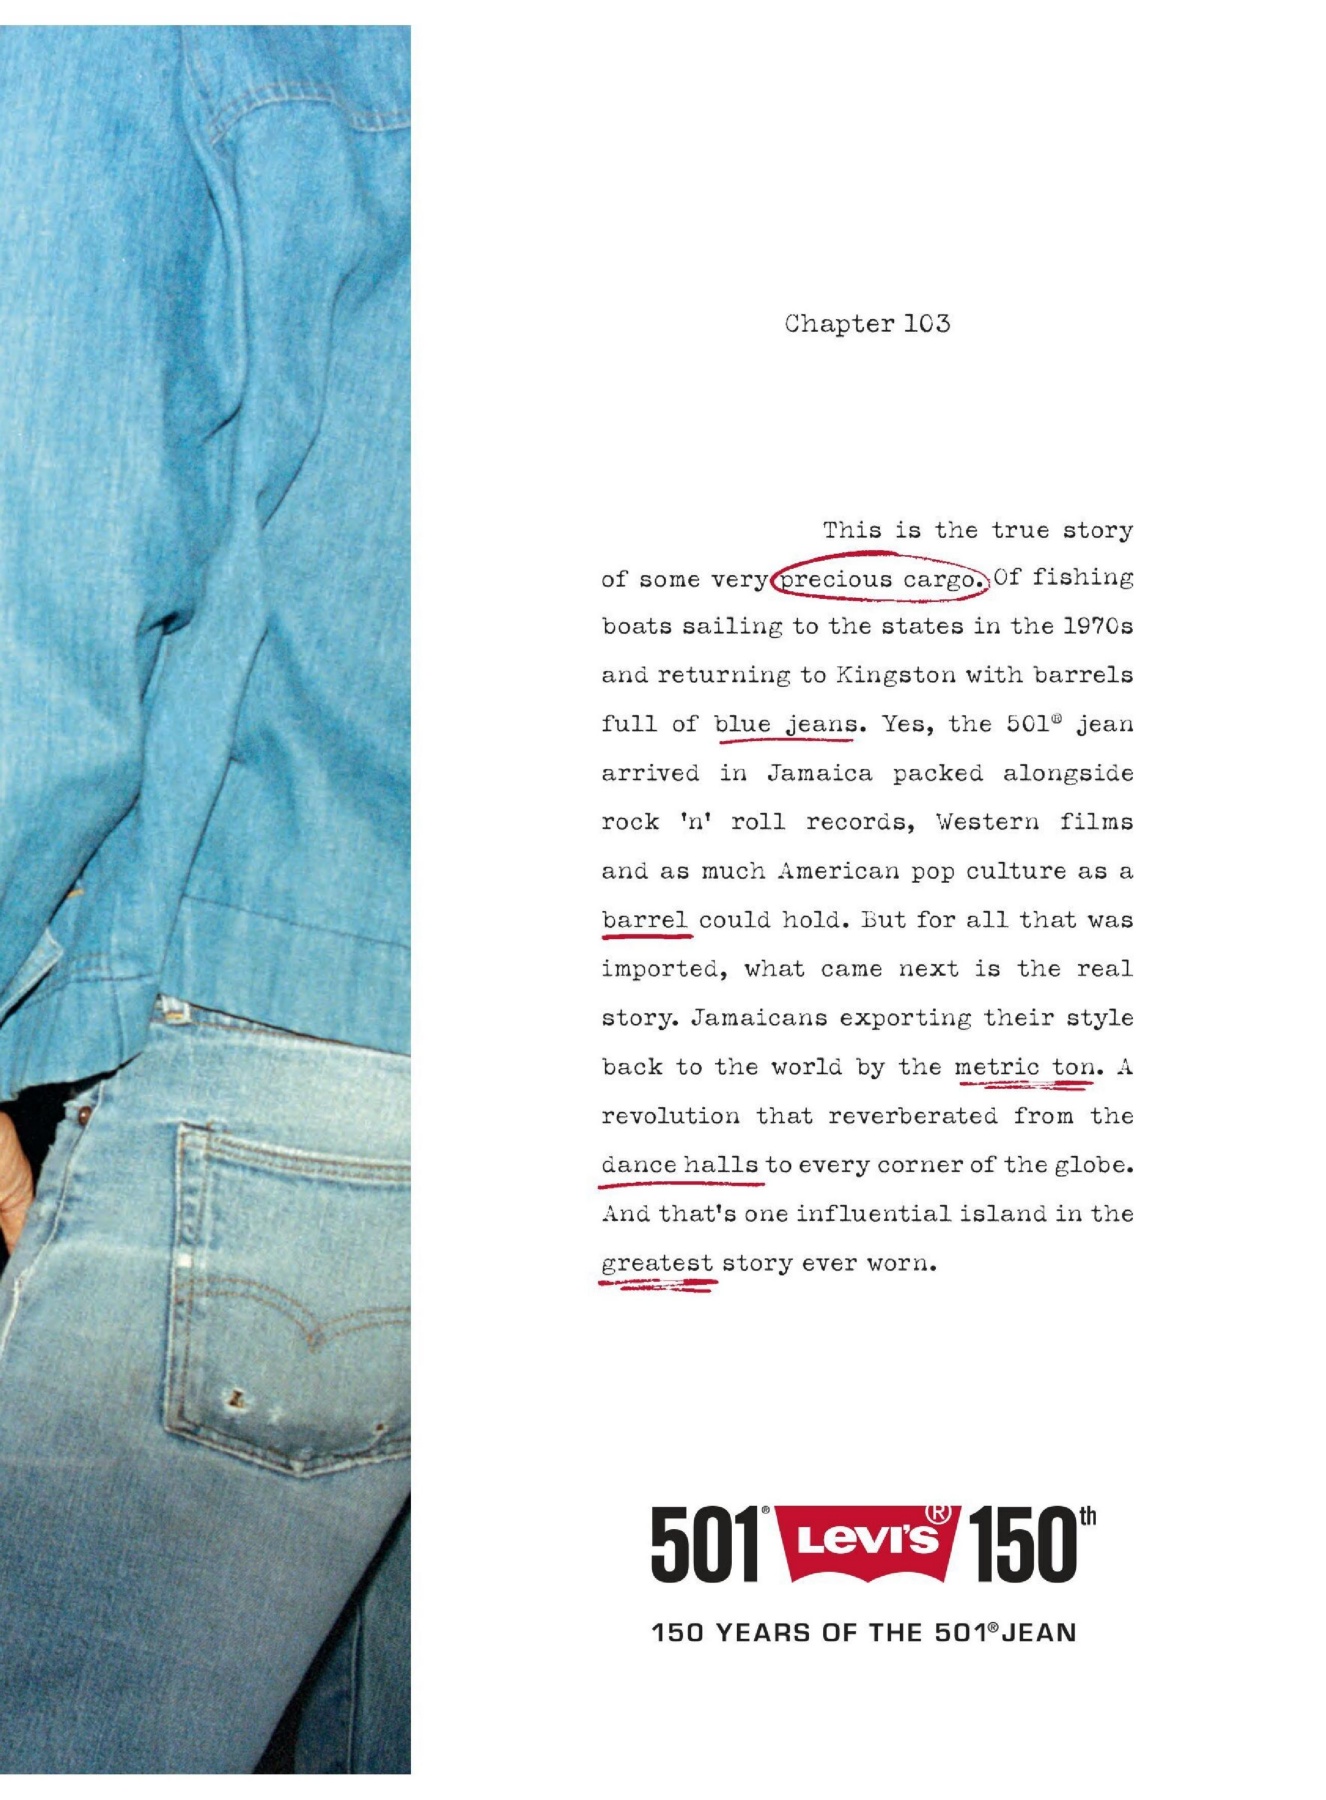 Chapter 103
This is the true story
of some very precious cargo. Of fishing
boats sailing to the states in the 1970s
and returning to Kingston with barrels
full of blue jeans. Yes, the 501® jean
arrived in Jamaica packed alongside
rock 'n' roll records, Western films
and as much American pop culture as a
barrel could hold. But for all that was
imported, what came next is the real
story. Jamaicans exporting their style
back to the world by the metric ton. A
revolution that reverberated from the
dance halls to every corner of the globe.
And that's one influential island in the
greatest story ever worn.
501® Levi's® 150th
150 YEARS OF THE 501® JEAN